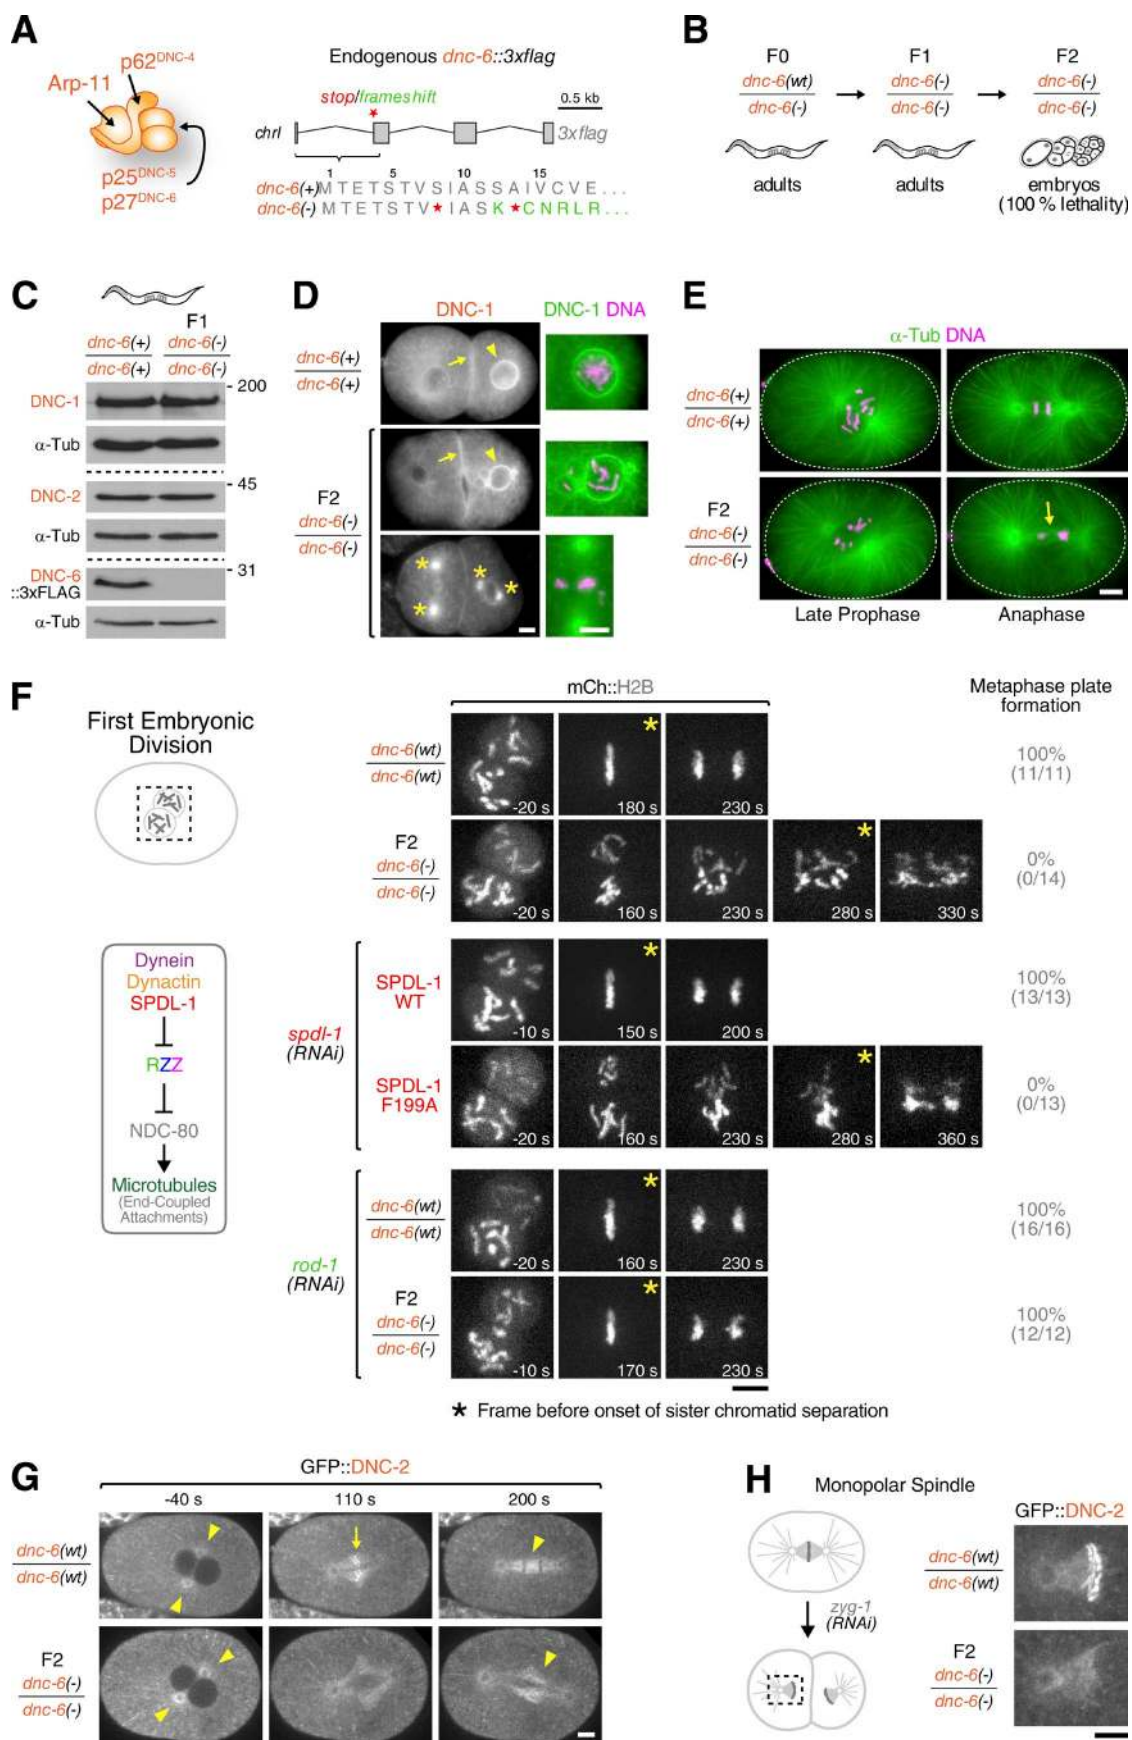 A
Arp-11
p62DNC-4
p25DNC-5
p27DNC-6
Endogenous dnc-6::3xflag
stop/frameshift
0.5 kb
chrI
3xflag
1 5 10 15
dnc-6(+) M T E T S T V S I A S S A I V C V E ...
dnc-6(-) M T E T S T V ★ I A S K ★ C N R L R ...
B
F0 F1 F2
dnc-6(wt) dnc-6(-) dnc-6(-)
dnc-6(-) dnc-6(-) dnc-6(-)
adults adults embryos
(100 % lethality)
C
F1
dnc-6(+) dnc-6(-)
dnc-6(+) dnc-6(-)
- 200
DNC-1
α-Tub
- 45
DNC-2
α-Tub
- 31
DNC-6
::3xFLAG
α-Tub
D
DNC-1 DNC-1 DNA
dnc-6(+)
dnc-6(+)
F2
dnc-6(-)
dnc-6(-)
* * * *
E
α-Tub DNA
dnc-6(+)
dnc-6(+)
F2
dnc-6(-)
dnc-6(-)
Late Prophase Anaphase
F
First Embryonic
Division
mCh::H2B
Metaphase plate
formation
dnc-6(wt)
dnc-6(wt)
*
-20 s 180 s 230 s
100%
(11/11)
F2
dnc-6(-)
dnc-6(-)
*
-20 s 160 s 230 s 280 s 330 s
0%
(0/14)
Dynein
Dynactin
SPDL-1
RZZ
NDC-80
Microtubules
(End-Coupled
Attachments)
spdl-1
(RNAi)
SPDL-1
WT
*
-10 s 150 s 200 s
100%
(13/13)
SPDL-1
F199A
*
-20 s 160 s 230 s 280 s 360 s
0%
(0/13)
rod-1
(RNAi)
dnc-6(wt)
dnc-6(wt)
*
-20 s 160 s 230 s
100%
(16/16)
F2
dnc-6(-)
dnc-6(-)
*
-10 s 170 s 230 s
100%
(12/12)
* Frame before onset of sister chromatid separation
G
GFP::DNC-2
-40 s 110 s 200 s
dnc-6(wt)
dnc-6(wt)
F2
dnc-6(-)
dnc-6(-)
H
Monopolar Spindle
GFP::DNC-2
dnc-6(wt)
dnc-6(wt)
zyg-1
(RNAi)
F2
dnc-6(-)
dnc-6(-)